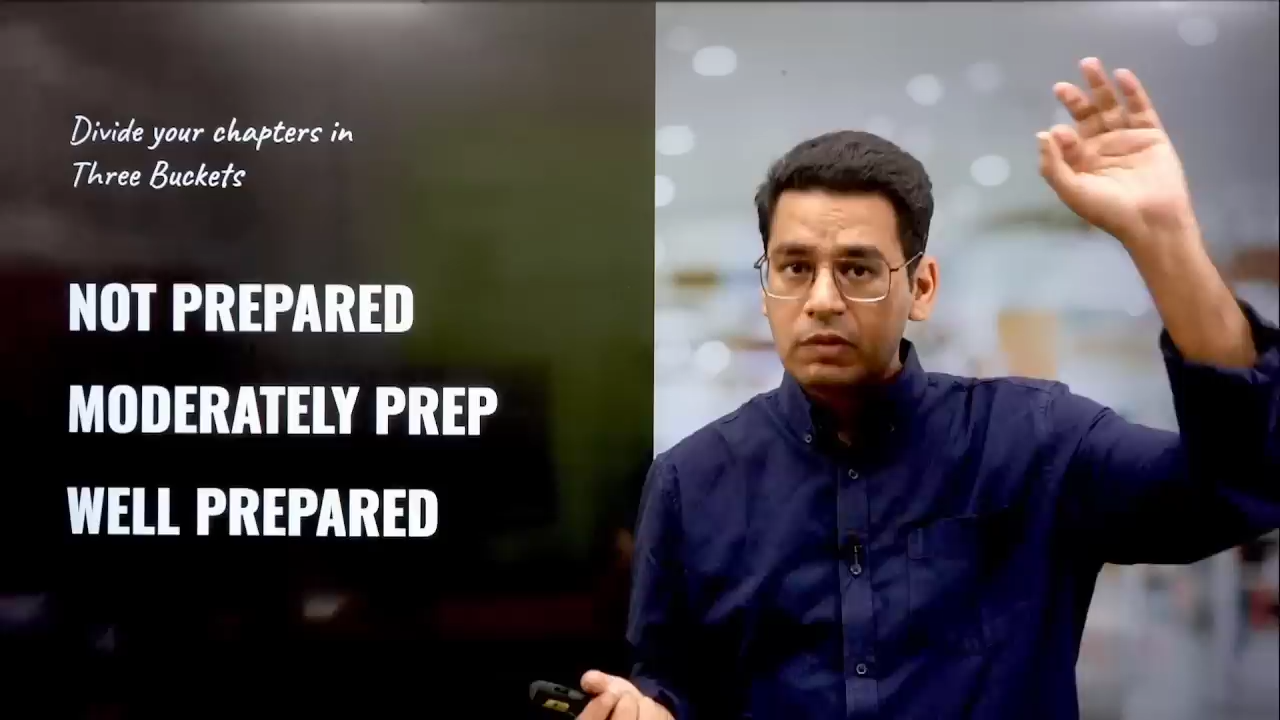 Divide your chapters in
Three Buckets
NOT PREPARED
MODERATELY PREP
WELL PREPARED